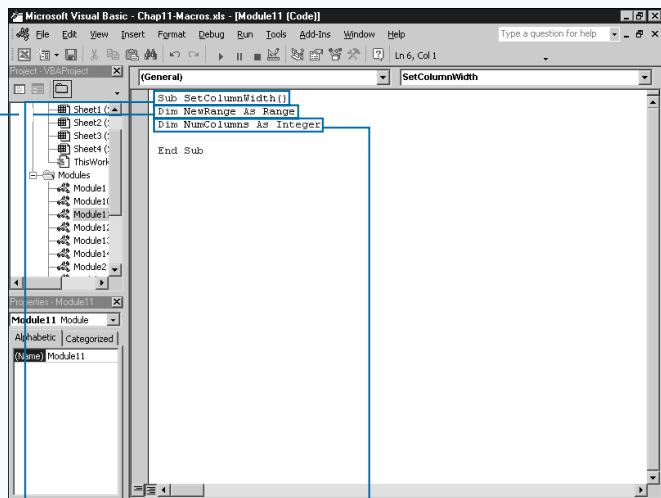 Microsoft Visual Basic - Chap11-Macros.xls - [Module11 (Code)]
File Edit View Insert Format Debug Run Tools Add-Ins Window Help
Type a question for help
Ln 6, Col 1
Project - VBAProject
(General)
SetColumnWidth
Sheet1 (
Sheet2 (
Sheet3 (
Sheet4 (
ThisWork
Modules
Module1
Module10
Module1
Module12
Module13
Module14
Module2
Sub SetColumnWidth()
Dim NewRange As Range
Dim NumColumns As Integer
End Sub
Properties - Module11
Module11 Module
Alphabetic Categorized
(Name) Module11